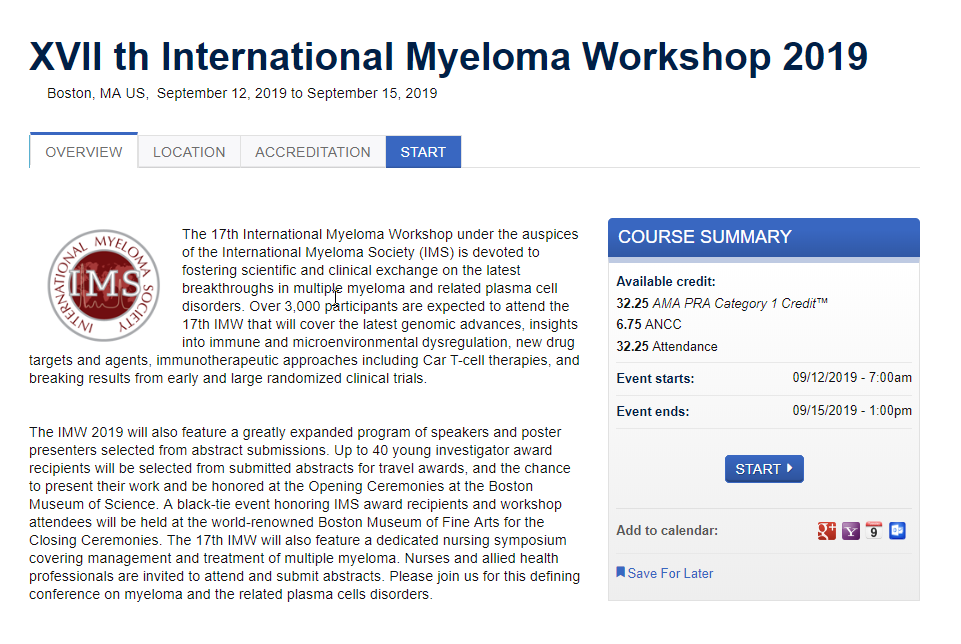 XVII th International Myeloma Workshop 2019
Boston, MA US,  September 12, 2019 to September 15, 2019
OVERVIEW
LOCATION
ACCREDITATION
START
INTERNATIONAL MYELOMA SOCIETY
IMS
The 17th International Myeloma Workshop under the auspices
of the International Myeloma Society (IMS) is devoted to
fostering scientific and clinical exchange on the latest
breakthroughs in multiple myeloma and related plasma cell
disorders. Over 3,000 participants are expected to attend the
17th IMW that will cover the latest genomic advances, insights
into immune and microenvironmental dysregulation, new drug
targets and agents, immunotherapeutic approaches including Car T-cell therapies, and
breaking results from early and large randomized clinical trials.
The IMW 2019 will also feature a greatly expanded program of speakers and poster
presenters selected from abstract submissions. Up to 40 young investigator award
recipients will be selected from submitted abstracts for travel awards, and the chance
to present their work and be honored at the Opening Ceremonies at the Boston
Museum of Science. A black-tie event honoring IMS award recipients and workshop
attendees will be held at the world-renowned Boston Museum of Fine Arts for the
Closing Ceremonies. The 17th IMW will also feature a dedicated nursing symposium
covering management and treatment of multiple myeloma. Nurses and allied health
professionals are invited to attend and submit abstracts. Please join us for this defining
conference on myeloma and the related plasma cells disorders.
COURSE SUMMARY
Available credit:
32.25 AMA PRA Category 1 Credit™
6.75 ANCC
32.25 Attendance
Event starts: 09/12/2019 - 7:00am
Event ends: 09/15/2019 - 1:00pm
START
Add to calendar: g+ Y 9
Save For Later